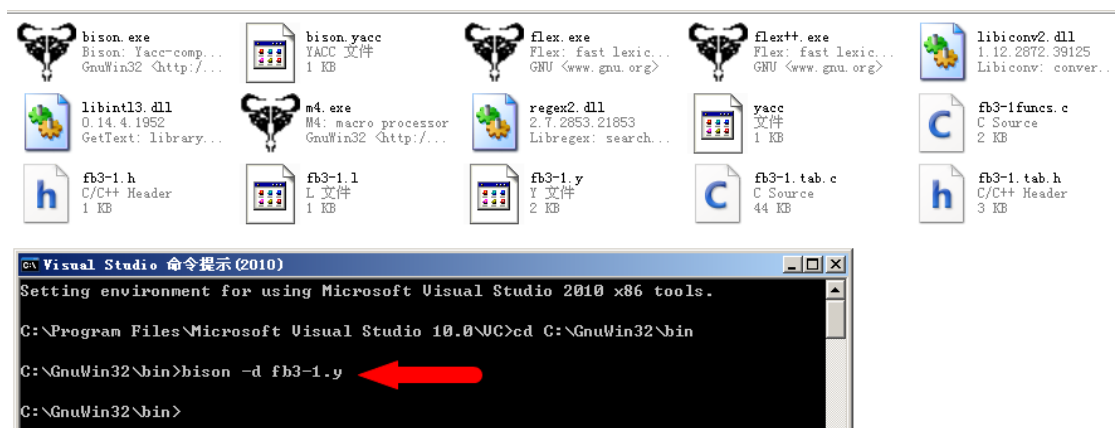 bison.exe
Bison: Yacc-comp...
GnuWin32 <http:/...
bison.yacc
YACC 文件
1 KB
flex.exe
Flex: fast lexic...
GNU <www.gnu.org>
flex++.exe
Flex: fast lexic...
GNU <www.gnu.org>
libiconv2.dll
1.12.2872.39125
Libiconv: conver...
libintl3.dll
0.14.4.1952
GetText: library...
m4.exe
M4: macro processor
GnuWin32 <http:/...
regex2.dll
2.7.2853.21853
Libregex: search...
yacc
文件
1 KB
fb3-1funcs.c
C Source
2 KB
fb3-1.h
C/C++ Header
1 KB
fb3-1.l
L 文件
1 KB
fb3-1.y
Y 文件
2 KB
fb3-1.tab.c
C Source
44 KB
fb3-1.tab.h
C/C++ Header
3 KB
Visual Studio 命令提示(2010)
Setting environment for using Microsoft Visual Studio 2010 x86 tools.
C:\Program Files\Microsoft Visual Studio 10.0\VC>cd C:\GnuWin32\bin
C:\GnuWin32\bin>bison -d fb3-1.y
C:\GnuWin32\bin>